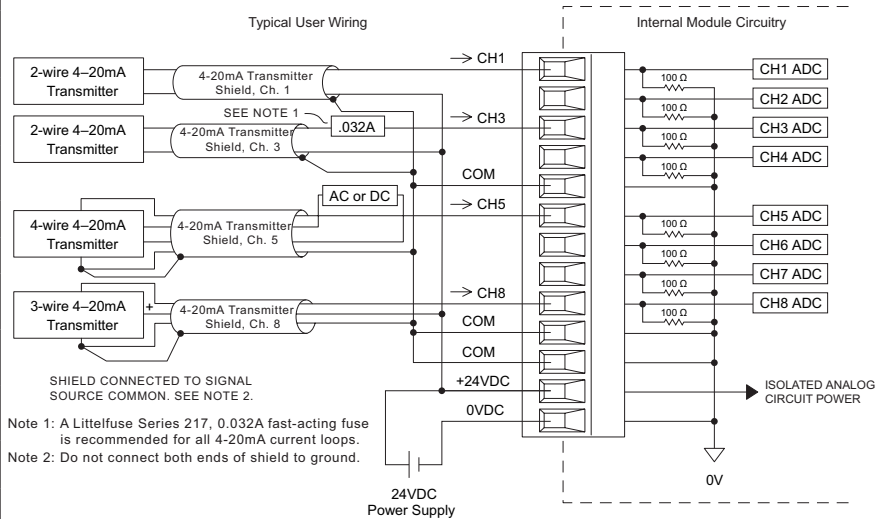 Typical User Wiring
Internal Module Circuitry
2-wire 4–20mA
Transmitter
4-20mA Transmitter
Shield, Ch. 1
CH1
100 Ω
CH1 ADC
100 Ω
CH2 ADC
SEE NOTE 1
2-wire 4–20mA
Transmitter
4-20mA Transmitter
Shield, Ch. 3
.032A
CH3
100 Ω
CH3 ADC
100 Ω
CH4 ADC
COM
AC or DC
4-wire 4–20mA
Transmitter
4-20mA Transmitter
Shield, Ch. 5
CH5
100 Ω
CH5 ADC
100 Ω
CH6 ADC
100 Ω
CH7 ADC
3-wire 4–20mA
Transmitter
+
4-20mA Transmitter
Shield, Ch. 8
CH8
100 Ω
CH8 ADC
COM
COM
SHIELD CONNECTED TO SIGNAL
SOURCE COMMON. SEE NOTE 2.
+24VDC
ISOLATED ANALOG
CIRCUIT POWER
0VDC
Note 1: A Littelfuse Series 217, 0.032A fast-acting fuse
is recommended for all 4-20mA current loops.
Note 2: Do not connect both ends of shield to ground.
0V
24VDC
Power Supply